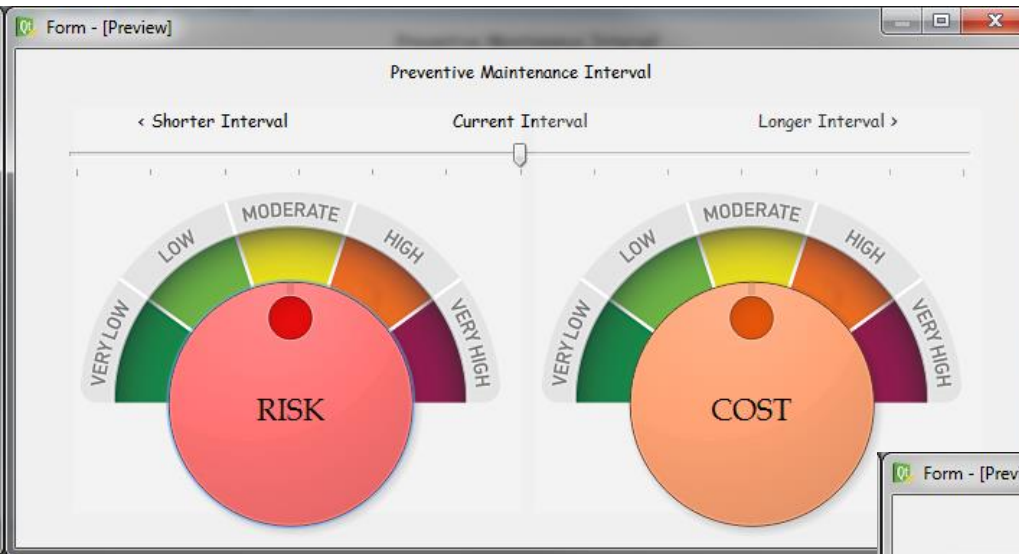 Form - [Preview]
Preventive Maintenance Interval
< Shorter Interval Current Interval Longer Interval >
VERY LOW LOW MODERATE HIGH VERY HIGH
VERY LOW LOW MODERATE HIGH VERY HIGH
RISK COST
Form - [Prev